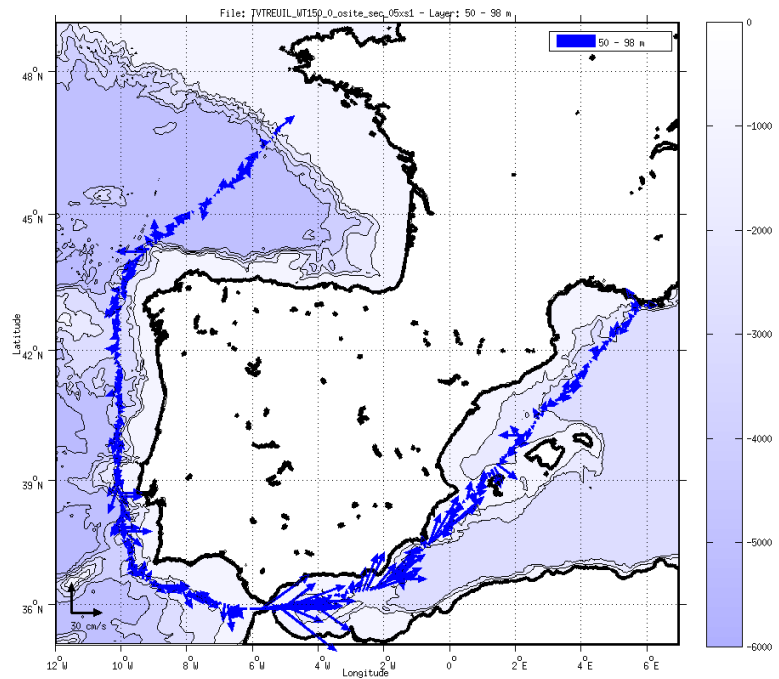 File: TVTREUIL_WT150_0_osite_sec_05xs1 - Layer: 50 - 98 m
50 - 98 m
48°N
45°N
42°N
39°N
36°N
Latitude
30 cm/s
12°W 10°W 8°W 6°W 4°W 2°W 0° 2°E 4°E 6°E
Longitude
0
-1000
-2000
-3000
-4000
-5000
-6000